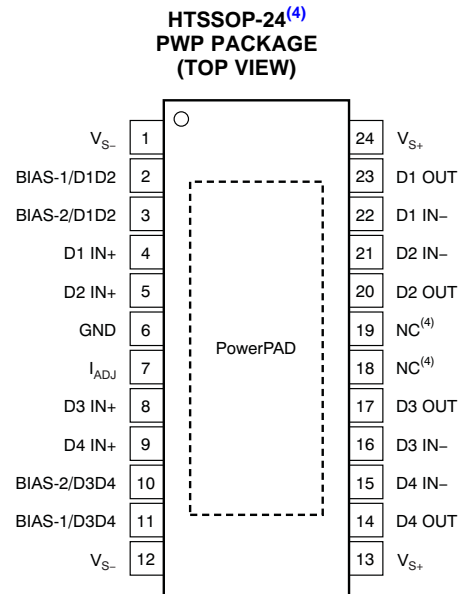 HTSSOP-24(4)
PWP PACKAGE
(TOP VIEW)
VS– 1 24 VS+
BIAS-1/D1D2 2 23 D1 OUT
BIAS-2/D1D2 3 22 D1 IN–
D1 IN+ 4 21 D2 IN–
D2 IN+ 5 20 D2 OUT
GND 6 19 NC(4)
PowerPAD
IADJ 7 18 NC(4)
D3 IN+ 8 17 D3 OUT
D4 IN+ 9 16 D3 IN–
BIAS-2/D3D4 10 15 D4 IN–
BIAS-1/D3D4 11 14 D4 OUT
VS– 12 13 VS+